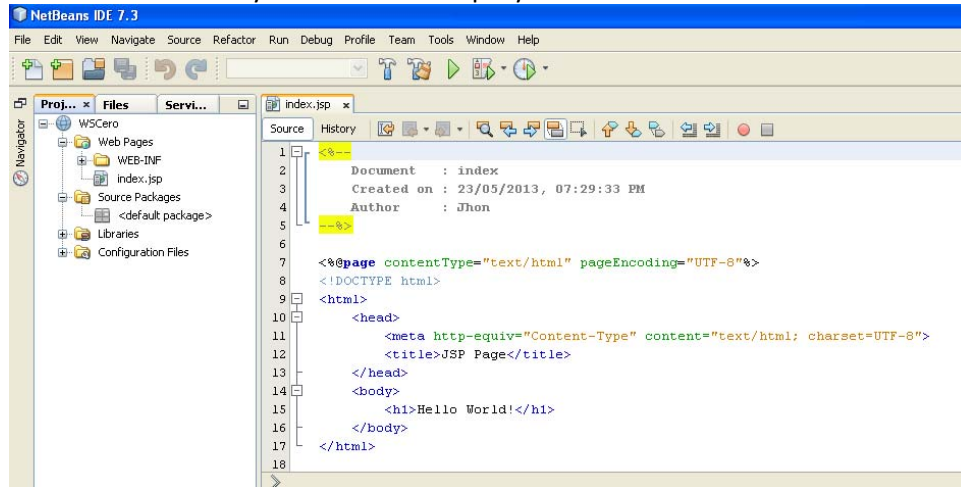 NetBeans IDE 7.3
File Edit View Navigate Source Refactor Run Debug Profile Team Tools Window Help
Proj... x Files Servi...
index.jsp x
Navigator
WSCero
Web Pages
WEB-INF
index.jsp
Source Packages
<default package>
Libraries
Configuration Files
Source History
1 <%--
2 Document : index
3 Created on : 23/05/2013, 07:29:33 PM
4 Author : Jhon
5 --%>
6
7 <%@page contentType="text/html" pageEncoding="UTF-8"%>
8 <!DOCTYPE html>
9 <html>
10 <head>
11 <meta http-equiv="Content-Type" content="text/html; charset=UTF-8">
12 <title>JSP Page</title>
13 </head>
14 <body>
15 <h1>Hello World!</h1>
16 </body>
17 </html>
18